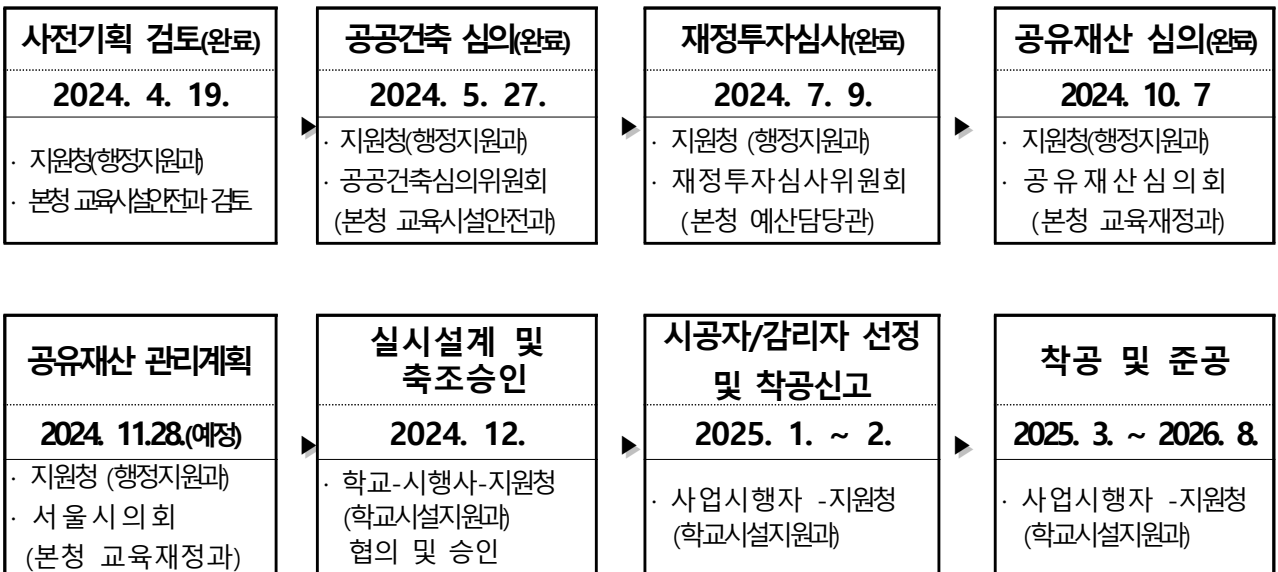 사전기획 검토(완료)
2024. 4. 19.
· 지원청(행정지원과)
· 본청 교육시설안전과 검토
▶
공공건축 심의(완료)
2024. 5. 27.
· 지원청(행정지원과)
· 공공건축심의위원회
(본청 교육시설안전과)
▶
재정투자심사(완료)
2024. 7. 9.
· 지원청 (행정지원과)
· 재정투자심사위원회
(본청 예산담당관)
▶
공유재산 심의(완료)
2024. 10. 7
· 지원청(행정지원과)
· 공유재산심의회
(본청 교육재정과)
공유재산 관리계획
2024. 11.28.(예정)
· 지원청 (행정지원과)
· 서울시의회
(본청 교육재정과)
▶
실시설계 및
축조승인
2024. 12.
· 학교-시행사-지원청
(학교시설지원과)
협의 및 승인
▶
시공자/감리자 선정
및 착공신고
2025. 1. ~ 2.
· 사업시행자 -지원청
(학교시설지원과)
▶
착공 및 준공
2025. 3. ~ 2026. 8.
· 사업시행자 -지원청
(학교시설지원과)